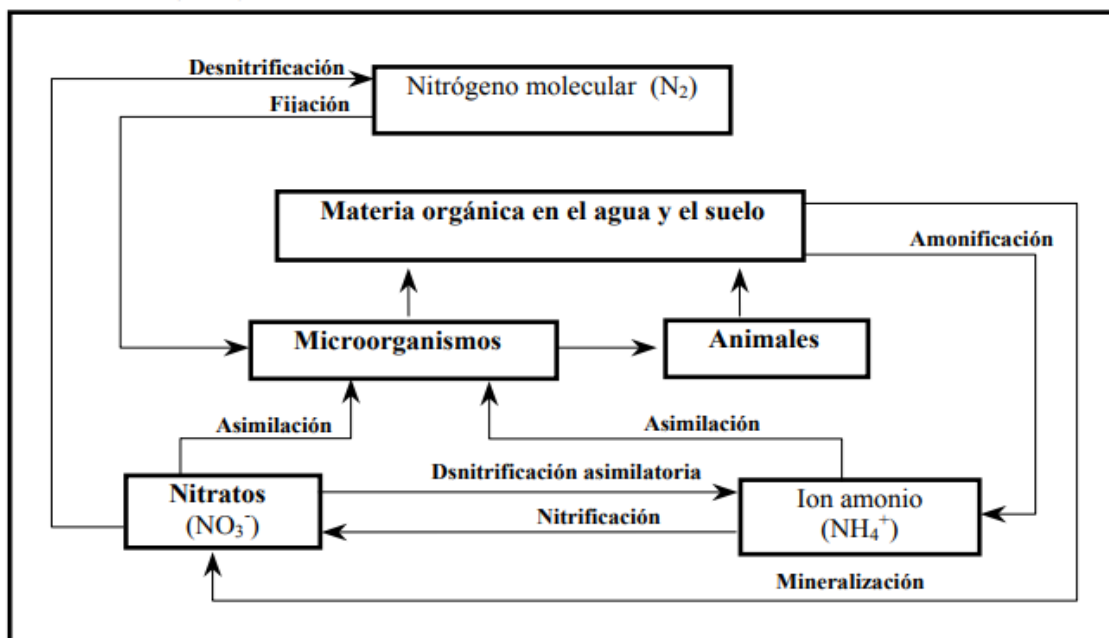 Desnitrificación
Nitrógeno molecular (N₂)
Fijación
Materia orgánica en el agua y el suelo
Amonificación
Microorganismos
Animales
Asimilación
Asimilación
Dsnitrificación asimilatoria
Nitratos
(NO₃⁻)
Ion amonio
(NH₄⁺)
Nitrificación
Mineralización